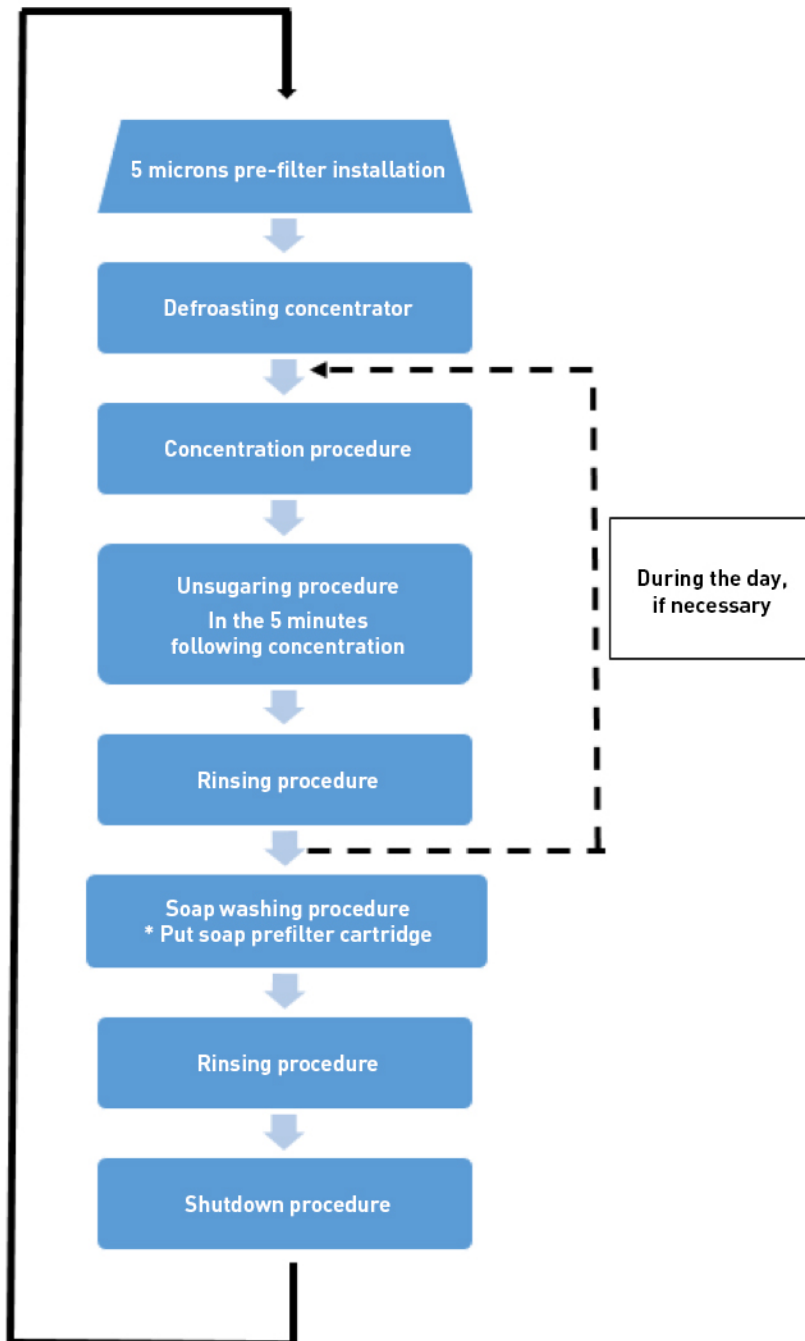 5 microns pre-filter installation
Defroasting concentrator
Concentration procedure
Unsugaring procedure
In the 5 minutes
following concentration
During the day,
if necessary
Rinsing procedure
Soap washing procedure
* Put soap prefilter cartridge
Rinsing procedure
Shutdown procedure